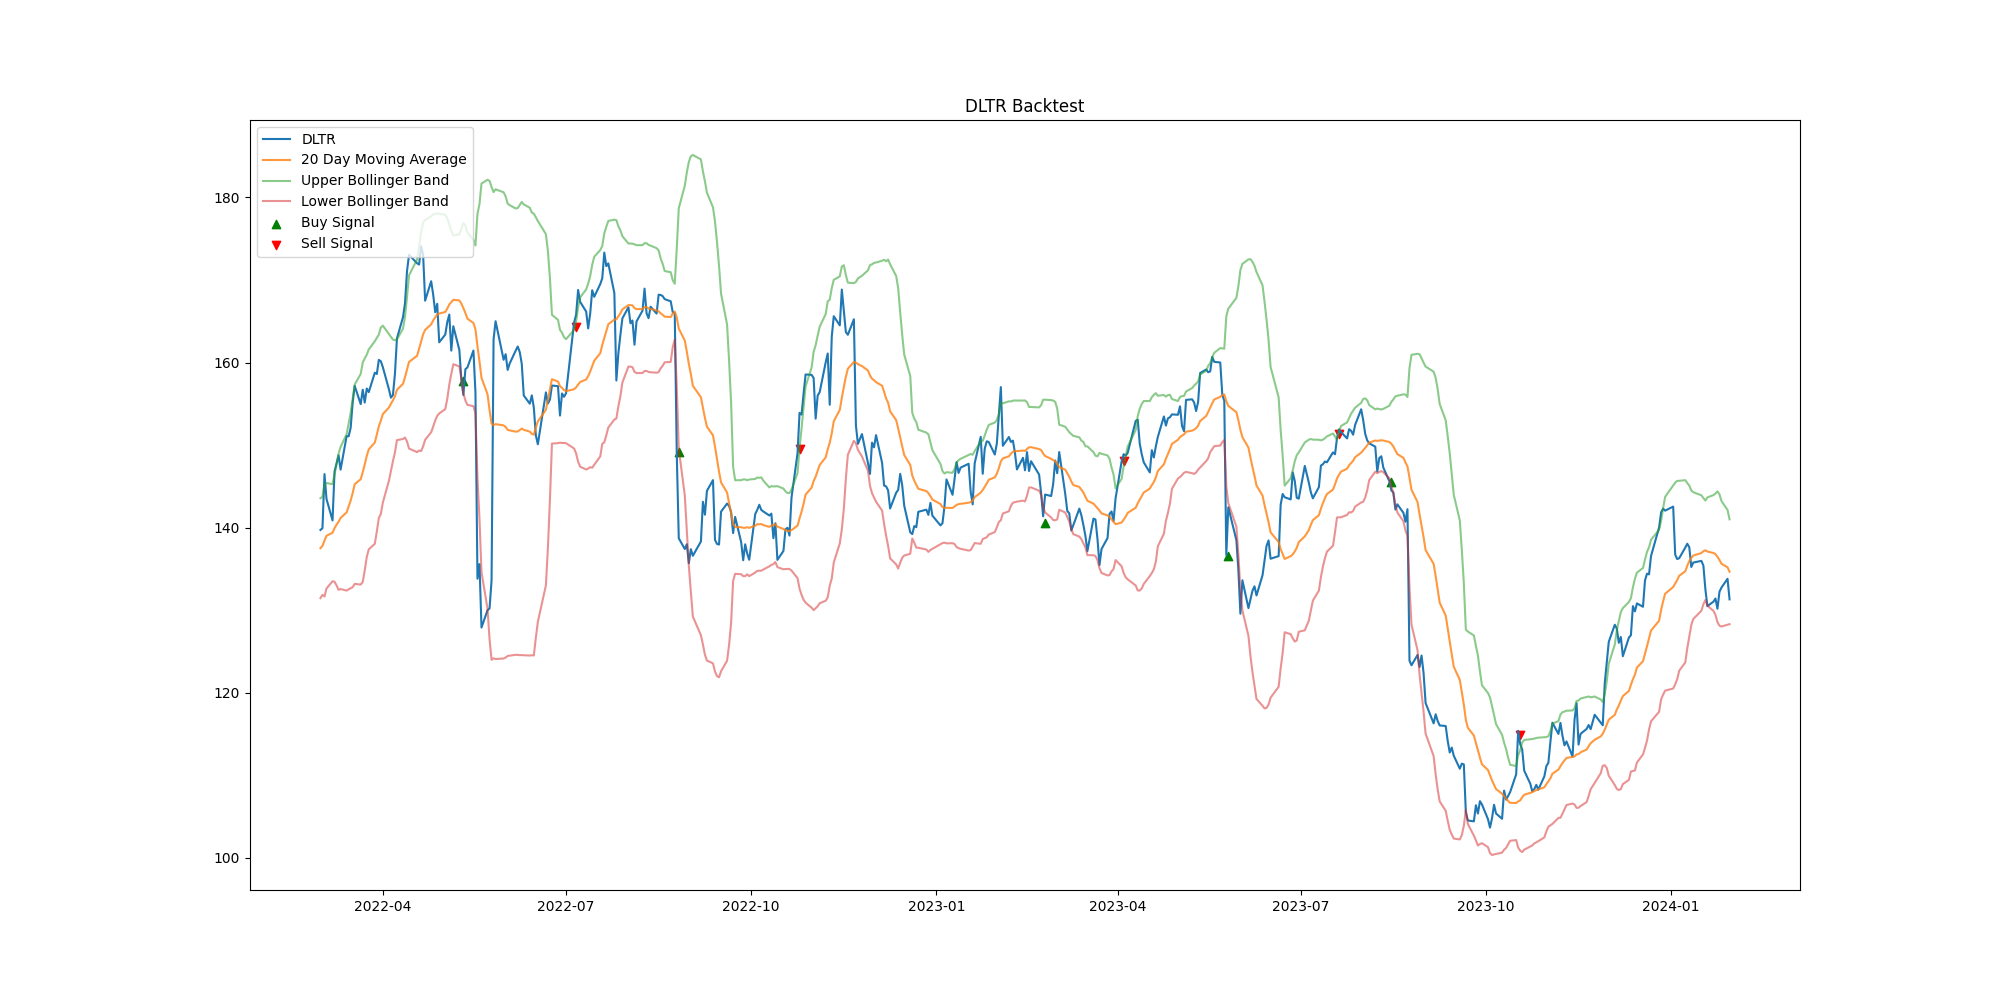 DLTR Backtest
DLTR
20 Day Moving Average
Upper Bollinger Band
Lower Bollinger Band
Buy Signal
Sell Signal
180
160
140
120
100
2022-04 2022-07 2022-10 2023-01 2023-04 2023-07 2023-10 2024-01